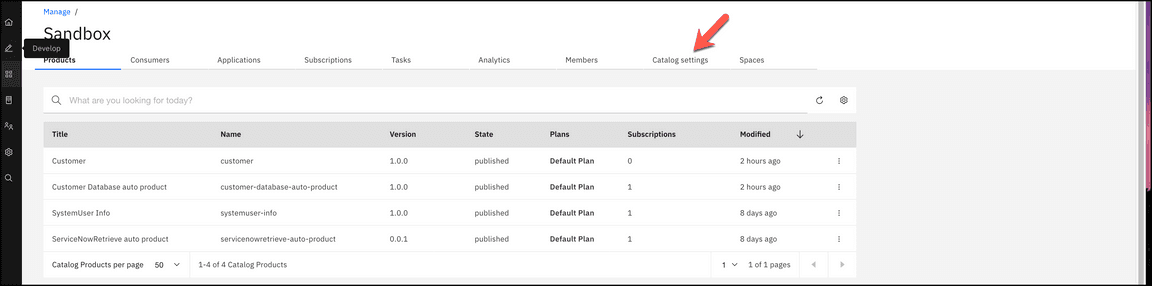 Manage /
Sandbox
Develop
Products Consumers Applications Subscriptions Tasks Analytics Members Catalog settings Spaces
What are you looking for today?
Title Name Version State Plans Subscriptions Modified
Customer customer 1.0.0 published Default Plan 0 2 hours ago
Customer Database auto product customer-database-auto-product 1.0.0 published Default Plan 1 2 hours ago
SystemUser Info systemuser-info 1.0.0 published Default Plan 1 8 days ago
ServiceNowRetrieve auto product servicenowretrieve-auto-product 0.0.1 published Default Plan 1 8 days ago
Catalog Products per page 50 1-4 of 4 Catalog Products 1 1 of 1 pages